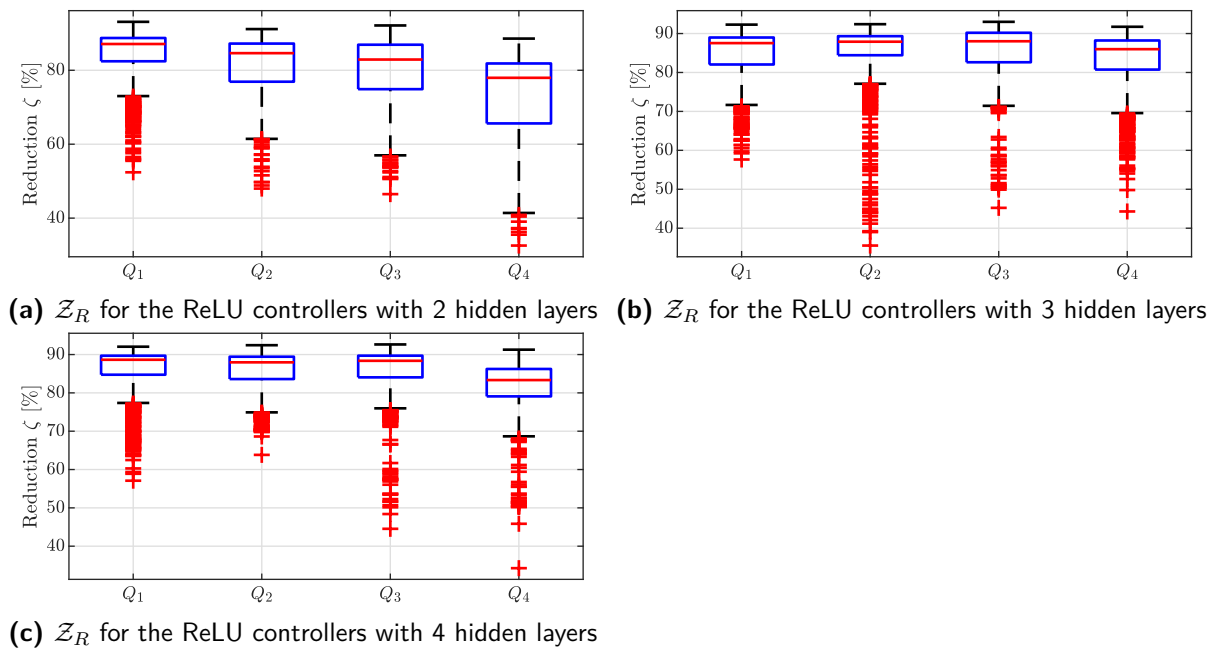 Reduction ζ [%]
80
60
40
Q1 Q2 Q3 Q4
(a) 𝒵R for the ReLU controllers with 2 hidden layers
Reduction ζ [%]
90
80
70
60
50
40
Q1 Q2 Q3 Q4
(b) 𝒵R for the ReLU controllers with 3 hidden layers
Reduction ζ [%]
90
80
70
60
50
40
Q1 Q2 Q3 Q4
(c) 𝒵R for the ReLU controllers with 4 hidden layers